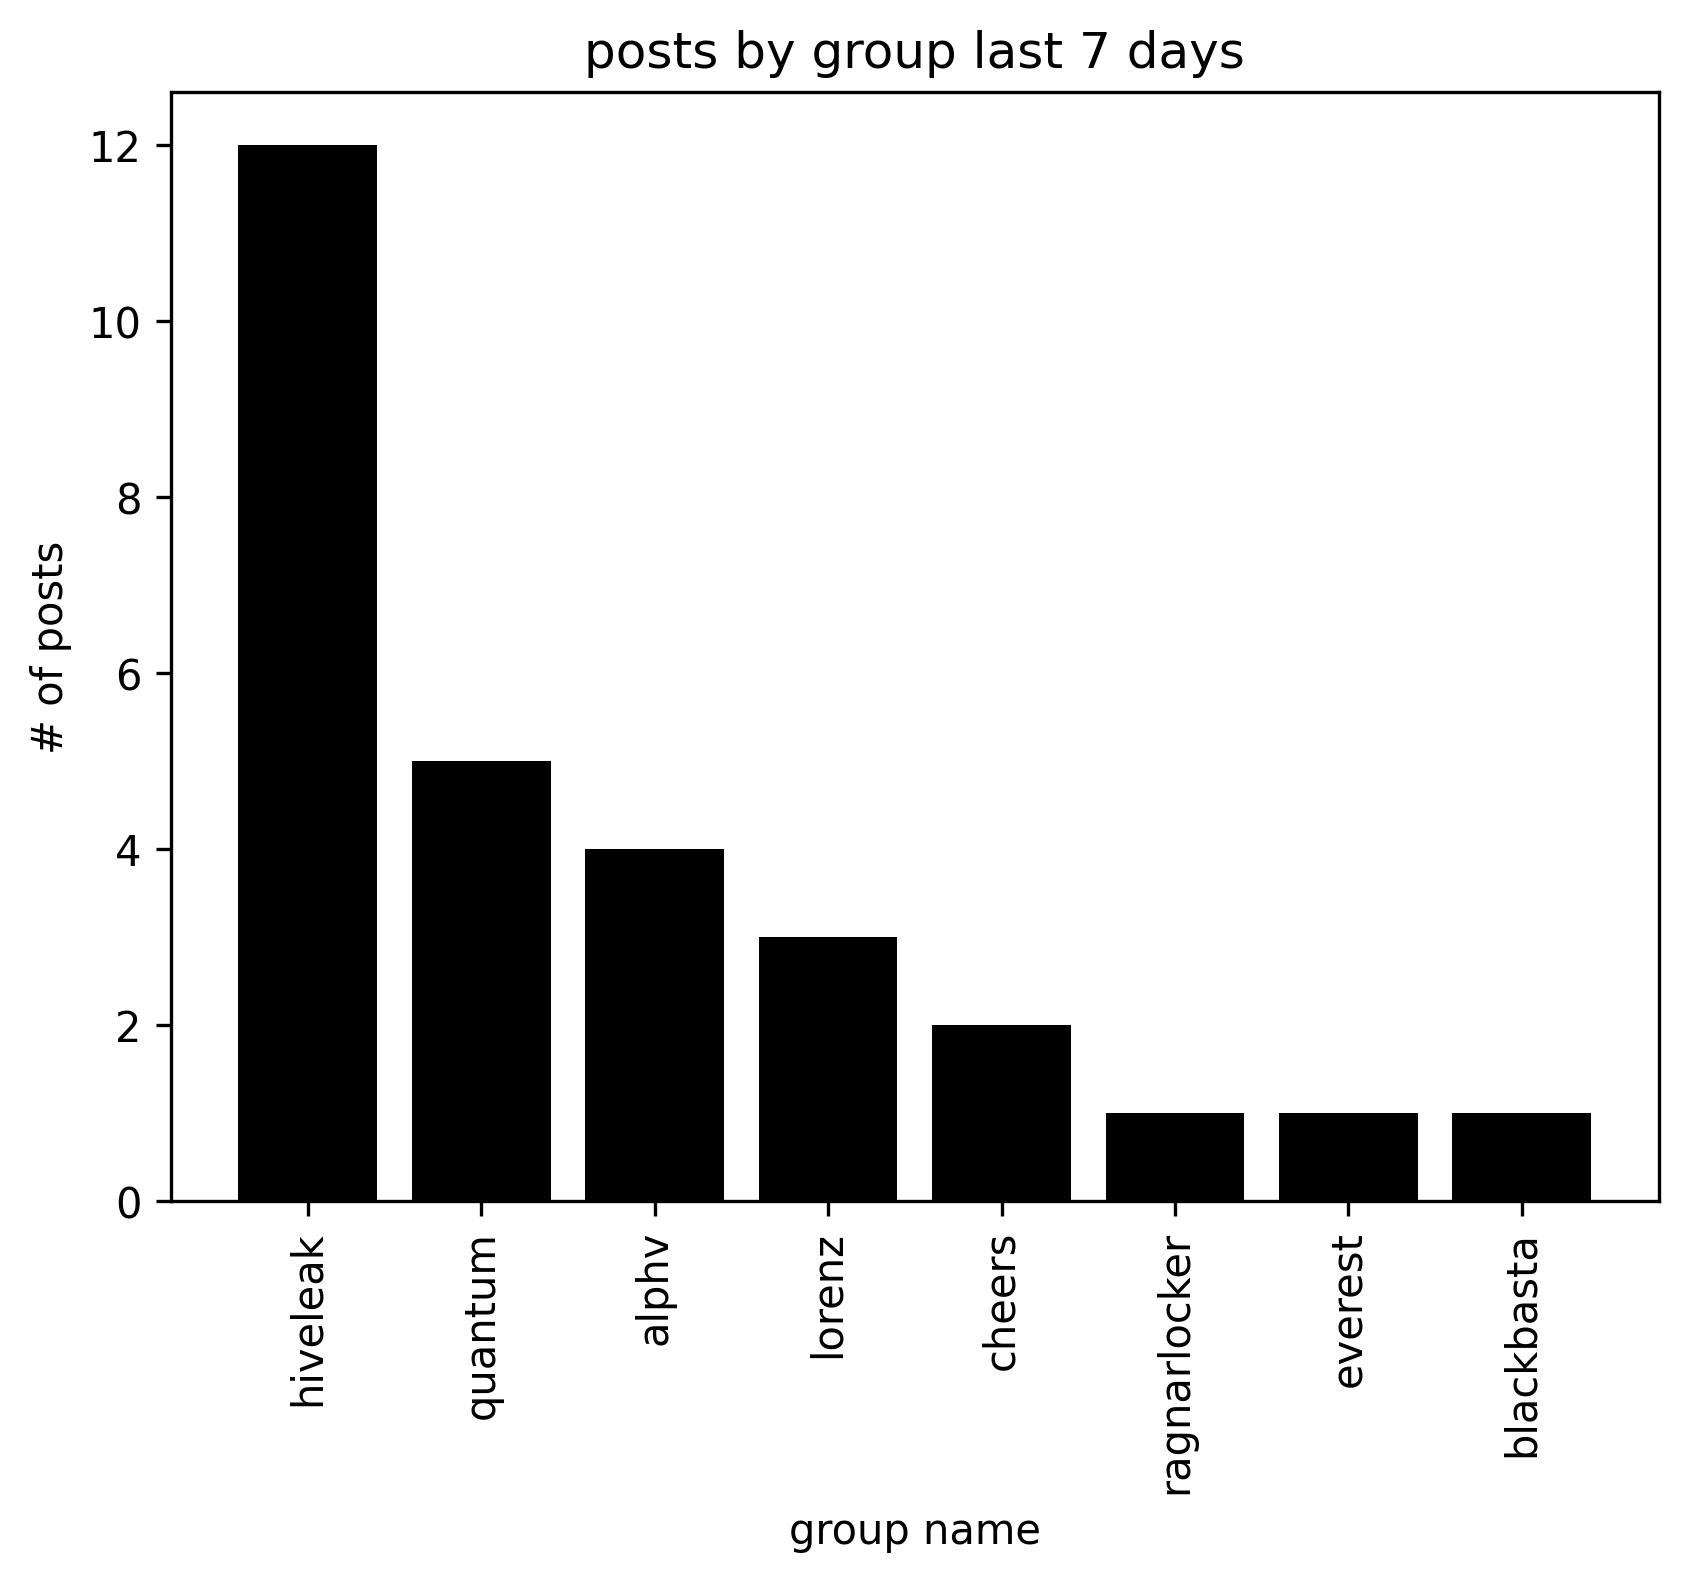 posts by group last 7 days
12
10
8
6
4
2
0
# of posts
hiveleak
quantum
alphv
lorenz
cheers
ragnarlocker
everest
blackbasta
group name